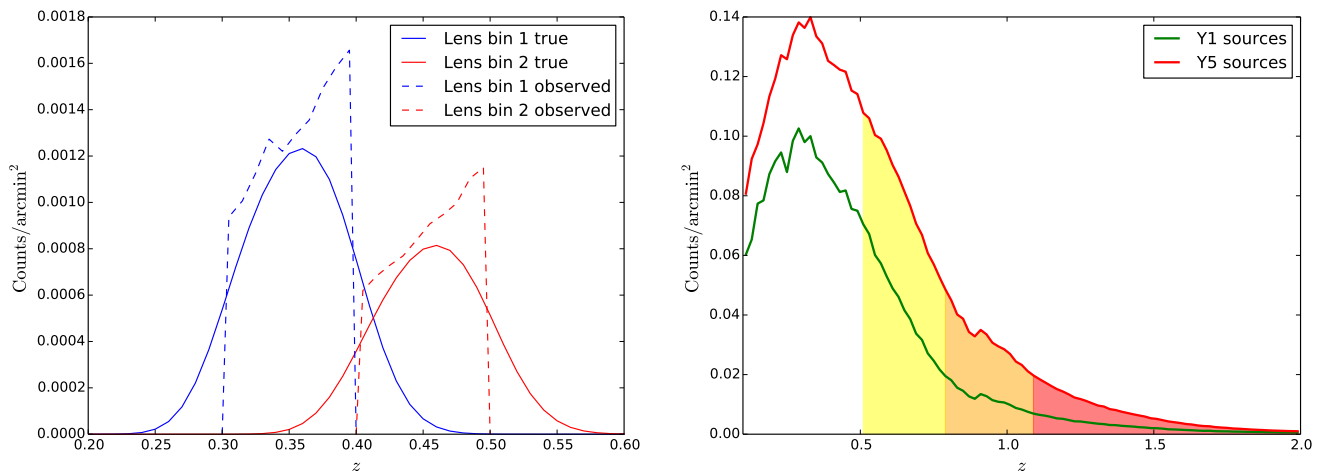 0.0018
0.0016
0.0014
0.0012
0.0010
0.0008
0.0006
0.0004
0.0002
0.0000
Counts/arcmin²
0.20 0.25 0.30 0.35 0.40 0.45 0.50 0.55 0.60
z
Lens bin 1 true
Lens bin 2 true
Lens bin 1 observed
Lens bin 2 observed
0.14
0.12
0.10
0.08
0.06
0.04
0.02
0.00
Counts/arcmin²
0.5 1.0 1.5 2.0
z
Y1 sources
Y5 sources